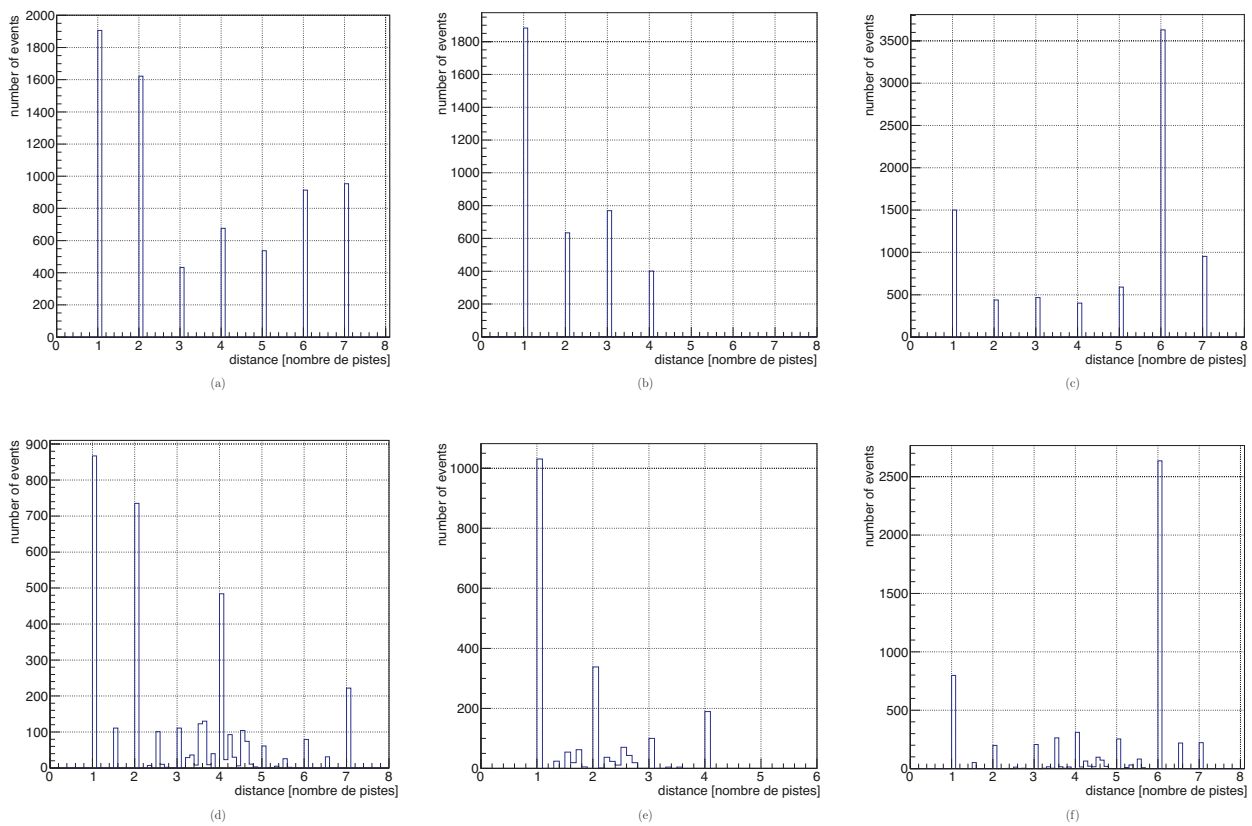 number of events
2000
1800
1600
1400
1200
1000
800
600
400
200
0
0 1 2 3 4 5 6 7 8
distance [nombre de pistes]
(a)
number of events
1800
1600
1400
1200
1000
800
600
400
200
0
0 1 2 3 4 5 6 7 8
distance [nombre de pistes]
(b)
number of events
3500
3000
2500
2000
1500
1000
500
0
0 1 2 3 4 5 6 7 8
distance [nombre de pistes]
(c)
number of events
900
800
700
600
500
400
300
200
100
0
0 1 2 3 4 5 6 7 8
distance [nombre de pistes]
(d)
number of events
1000
800
600
400
200
0
0 1 2 3 4 5 6
distance [nombre de pistes]
(e)
number of events
2500
2000
1500
1000
500
0
0 1 2 3 4 5 6 7 8
distance [nombre de pistes]
(f)